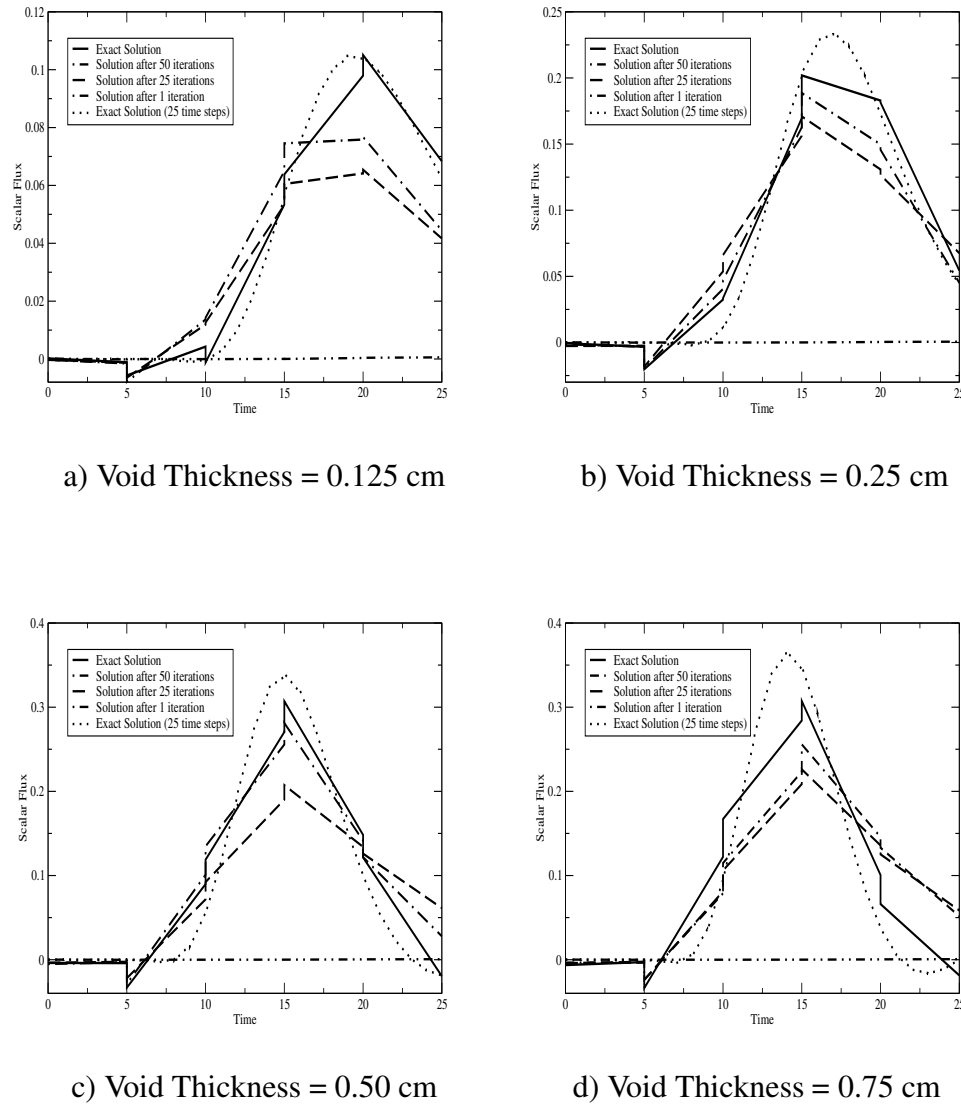 0.12
0.1
0.08
0.06
0.04
0.02
0
Scalar Flux
Exact Solution
Solution after 50 iterations
Solution after 25 iterations
Solution after 1 iteration
Exact Solution (25 time steps)
0 5 10 15 20 25
Time
a) Void Thickness = 0.125 cm
0.25
0.2
0.15
0.1
0.05
0
Scalar Flux
Exact Solution
Solution after 50 iterations
Solution after 25 iterations
Solution after 1 iteration
Exact Solution (25 time steps)
0 5 10 15 20 25
Time
b) Void Thickness = 0.25 cm
0.4
0.3
0.2
0.1
0
Scalar Flux
Exact Solution
Solution after 50 iterations
Solution after 25 iterations
Solution after 1 iteration
Exact Solution (25 time steps)
0 5 10 15 20 25
Time
c) Void Thickness = 0.50 cm
0.4
0.3
0.2
0.1
0
Scalar Flux
Exact Solution
Solution after 50 iterations
Solution after 25 iterations
Solution after 1 iteration
Exact Solution (25 time steps)
0 5 10 15 20 25
Time
d) Void Thickness = 0.75 cm